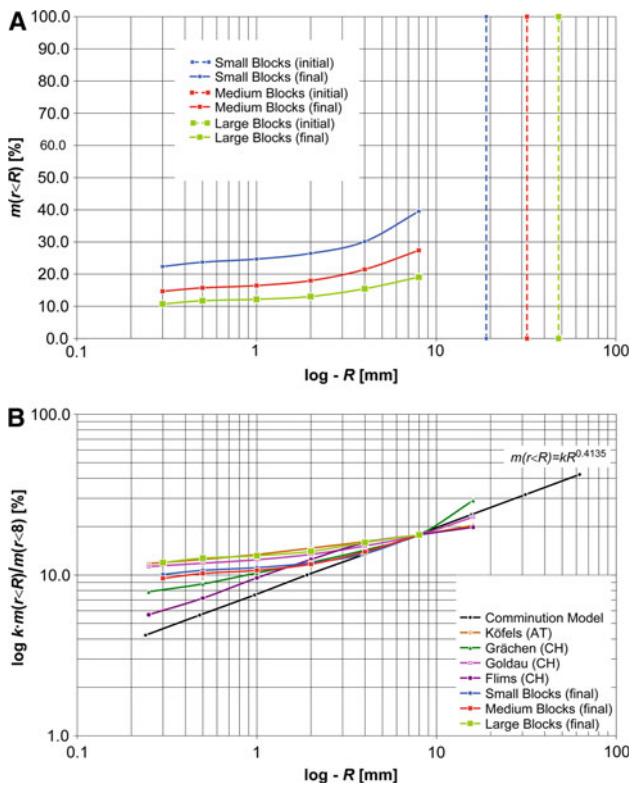 A
100.0
90.0
80.0
70.0
60.0
50.0
40.0
30.0
20.0
10.0
0.0
m(r<R) [%]
Small Blocks (initial)
Small Blocks (final)
Medium Blocks (initial)
Medium Blocks (final)
Large Blocks (initial)
Large Blocks (final)
0.1 1 10 100
log - R [mm]
B
100.0
10.0
1.0
log k·m(r<R)/m(r<8) [%]
m(r<R)=kR^0.4135
Comminution Model
Köfels (AT)
Grächen (CH)
Goldau (CH)
Flims (CH)
Small Blocks (final)
Medium Blocks (final)
Large Blocks (final)
0.1 1 10 100
log - R [mm]